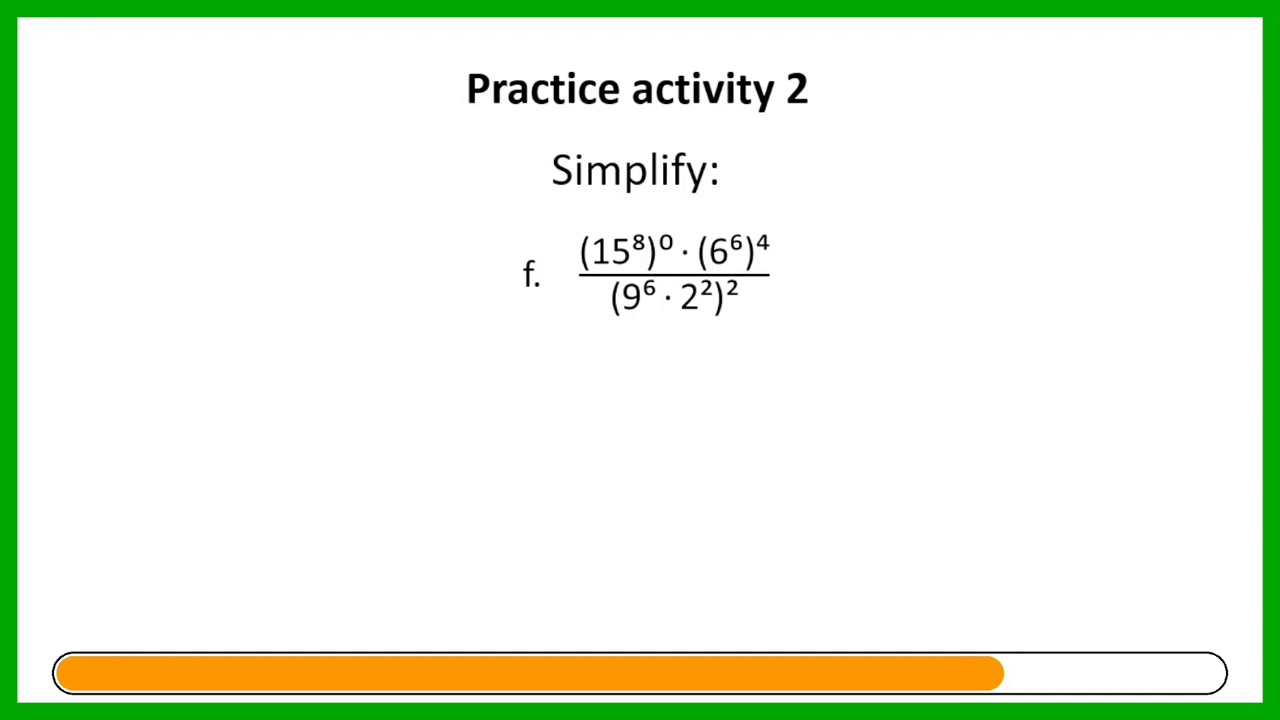 Practice activity 2
Simplify:
f. (15⁸)⁰ · (6⁶)⁴
(9⁶ · 2²)²